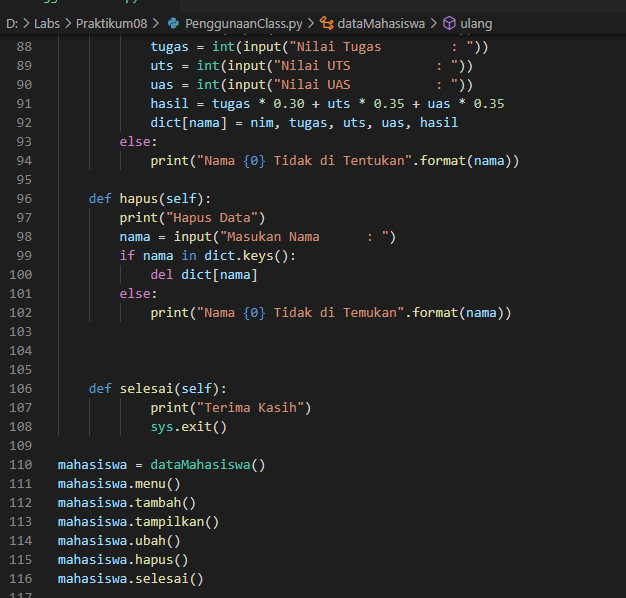 D: > Labs > Praktikum08 > PenggunaanClass.py > dataMahasiswa > ulang
88             tugas = int(input("Nilai Tugas         : "))
89             uts = int(input("Nilai UTS           : "))
90             uas = int(input("Nilai UAS           : "))
91             hasil = tugas * 0.30 + uts * 0.35 + uas * 0.35
92             dict[nama] = nim, tugas, uts, uas, hasil
93         else:
94             print("Nama {0} Tidak di Tentukan".format(nama))
95
96     def hapus(self):
97         print("Hapus Data")
98         nama = input("Masukan Nama      : ")
99         if nama in dict.keys():
100             del dict[nama]
101         else:
102             print("Nama {0} Tidak di Temukan".format(nama))
103
104
105
106     def selesai(self):
107             print("Terima Kasih")
108             sys.exit()
109
110 mahasiswa = dataMahasiswa()
111 mahasiswa.menu()
112 mahasiswa.tambah()
113 mahasiswa.tampilkan()
114 mahasiswa.ubah()
115 mahasiswa.hapus()
116 mahasiswa.selesai()
117